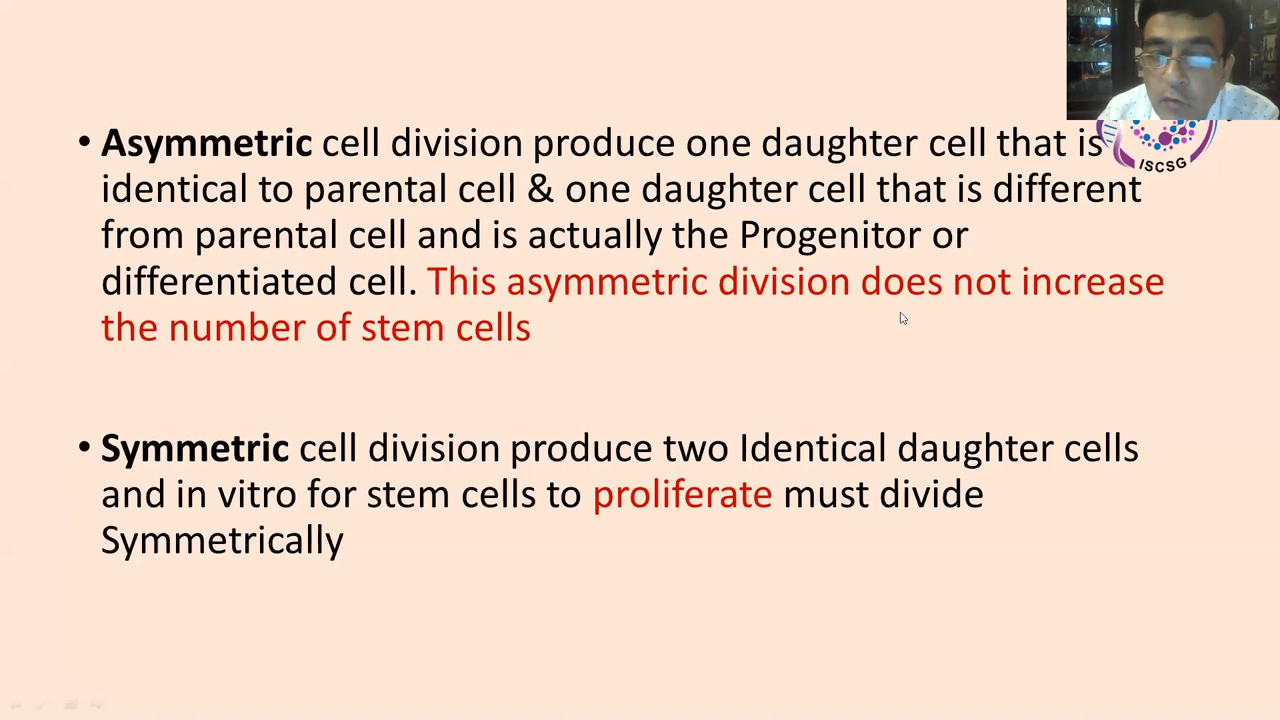 • Asymmetric cell division produce one daughter cell that is
identical to parental cell & one daughter cell that is different
from parental cell and is actually the Progenitor or
differentiated cell. This asymmetric division does not increase
the number of stem cells
• Symmetric cell division produce two Identical daughter cells
and in vitro for stem cells to proliferate must divide
Symmetrically
ISCSG